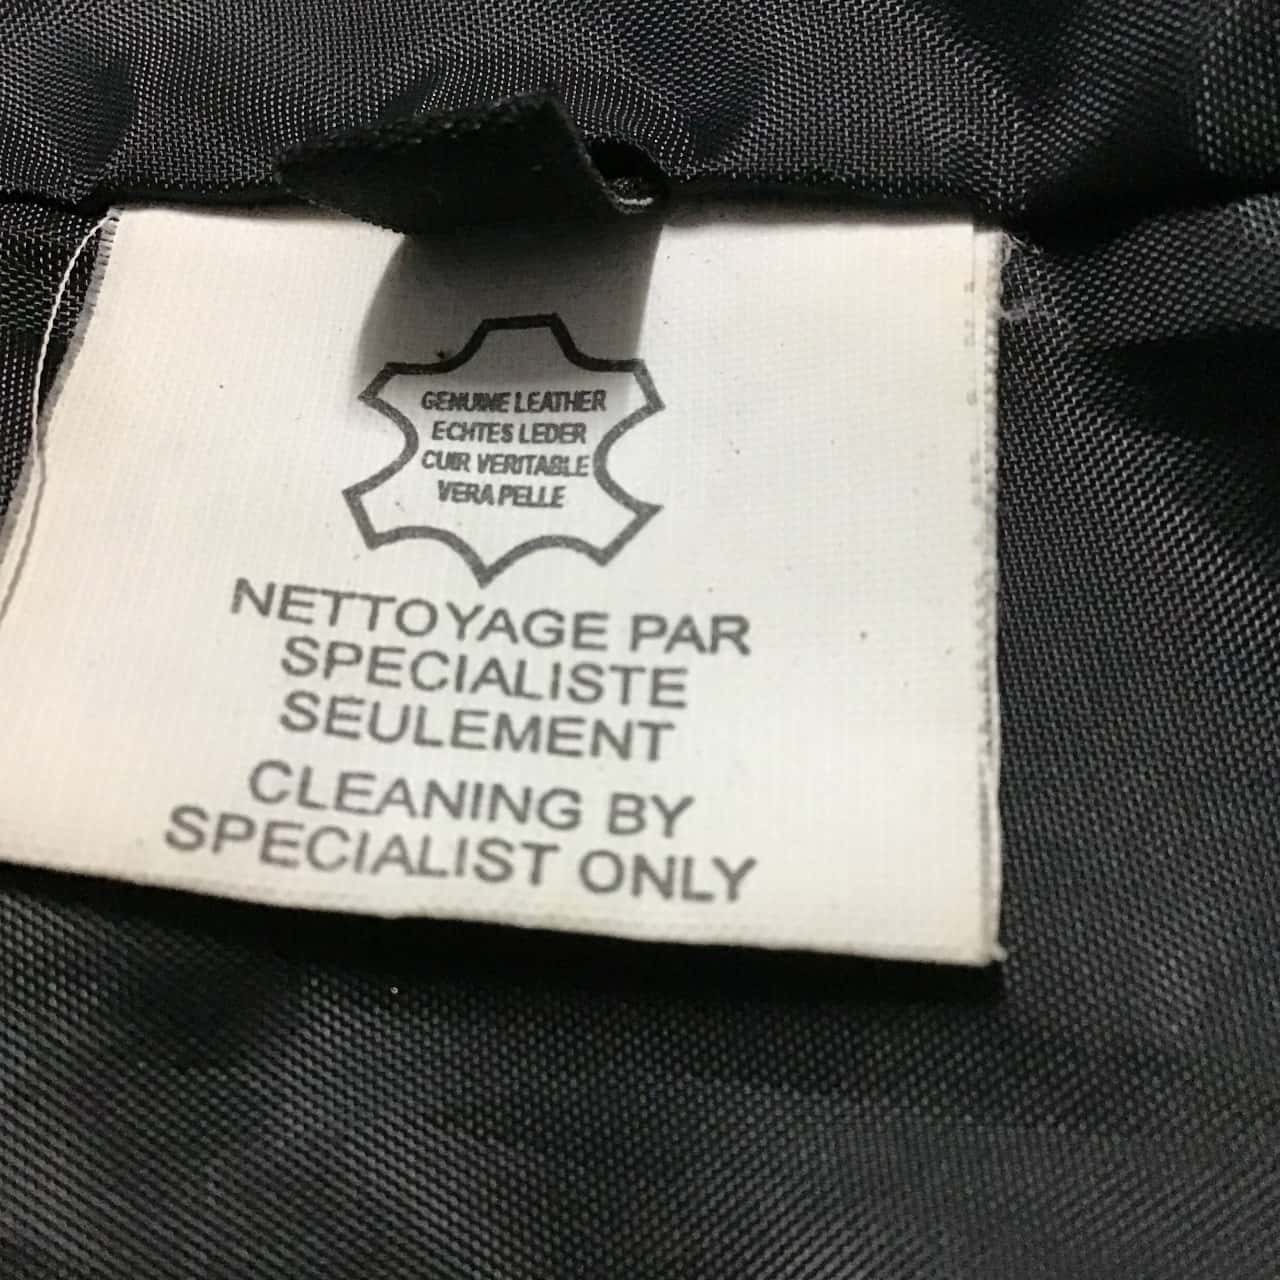 GENUINE LEATHER
ECHTES LEDER
CUIR VERITABLE
VERA PELLE
NETTOYAGE PAR
SPECIALISTE
SEULEMENT
CLEANING BY
SPECIALIST ONLY